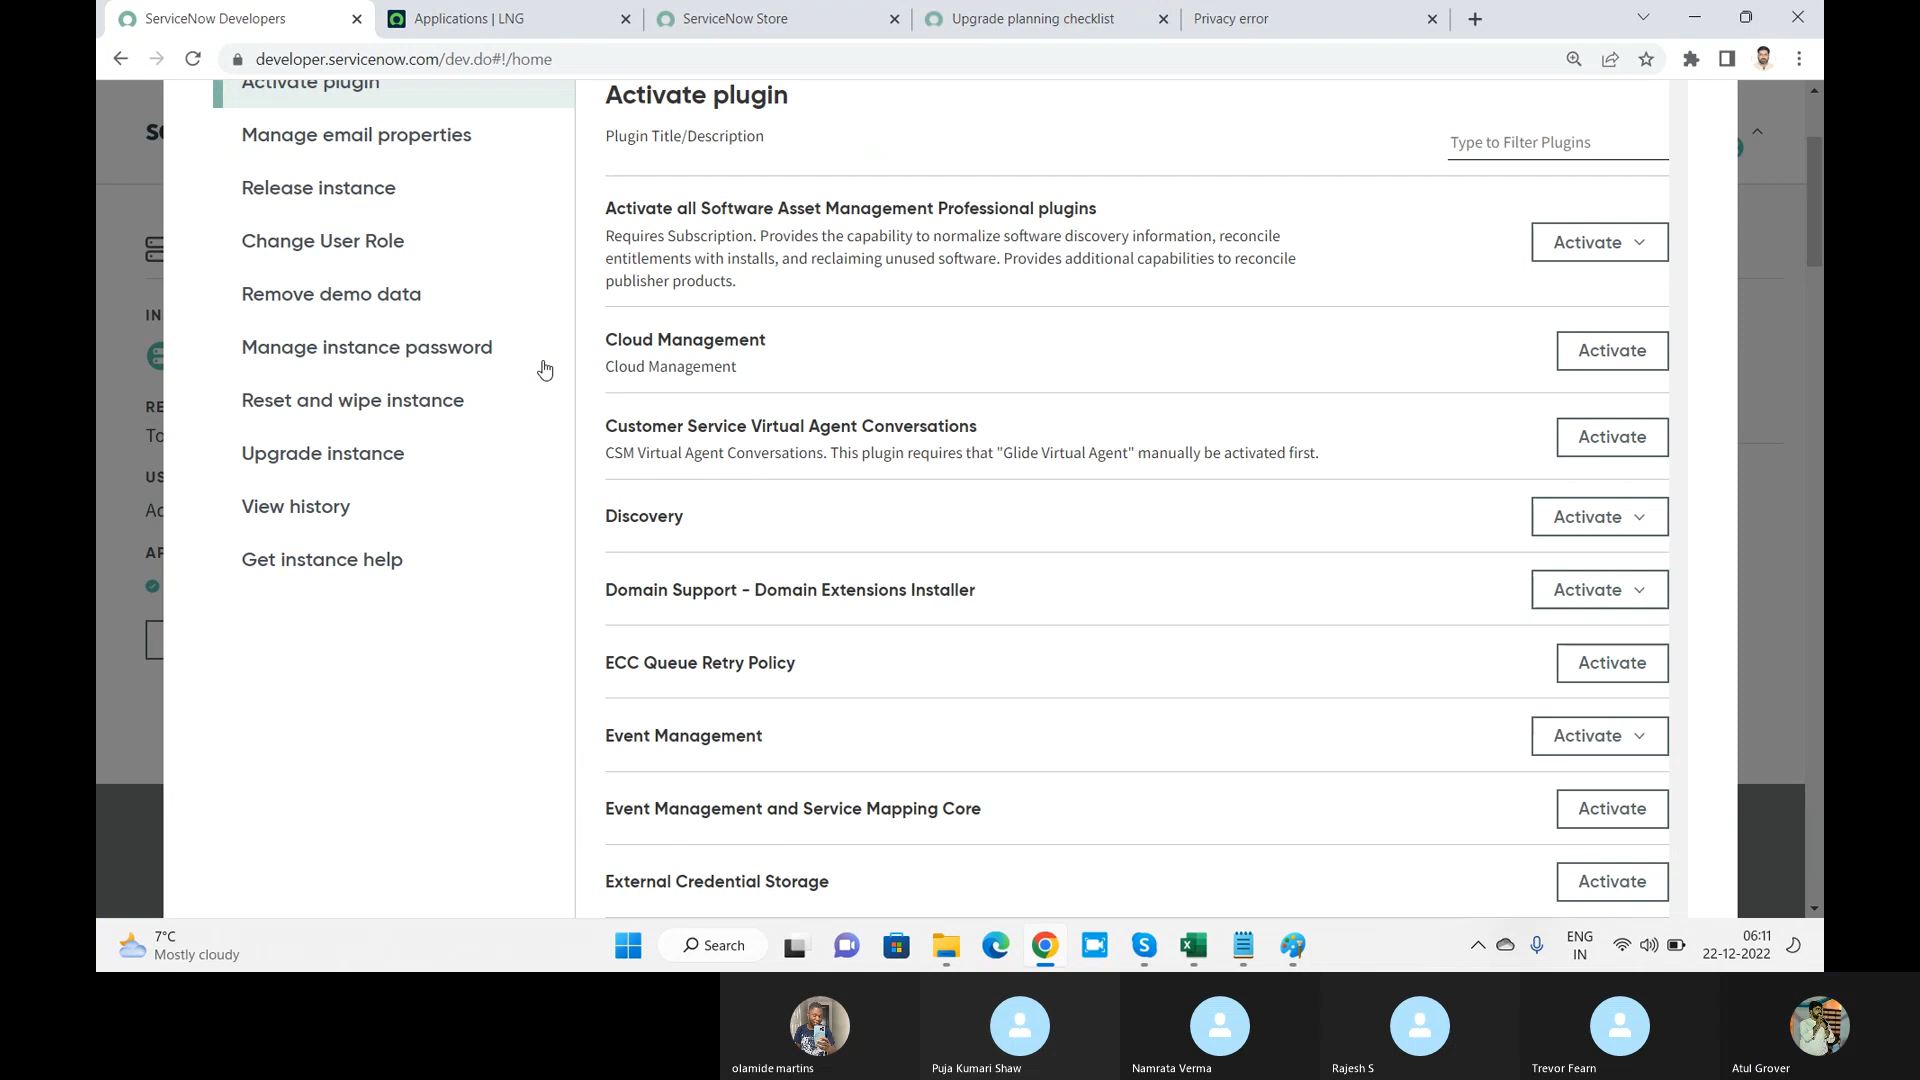 ServiceNow Developers
Applications | LNG
ServiceNow Store
Upgrade planning checklist
Privacy error
developer.servicenow.com/dev.do#!/home
Activate plugin
Manage email properties
Release instance
Change User Role
Remove demo data
Manage instance password
Reset and wipe instance
Upgrade instance
View history
Get instance help
Activate plugin
Plugin Title/Description
Type to Filter Plugins
Activate all Software Asset Management Professional plugins
Requires Subscription. Provides the capability to normalize software discovery information, reconcile
entitlements with installs, and reclaiming unused software. Provides additional capabilities to reconcile
publisher products.
Activate
Cloud Management
Cloud Management
Activate
Customer Service Virtual Agent Conversations
CSM Virtual Agent Conversations. This plugin requires that "Glide Virtual Agent" manually be activated first.
Activate
Discovery
Activate
Domain Support - Domain Extensions Installer
Activate
ECC Queue Retry Policy
Activate
Event Management
Activate
Event Management and Service Mapping Core
Activate
External Credential Storage
Activate
IN
RE
To
US
Ac
AF
7°C
Mostly cloudy
Search
ENG
IN
06:11
22-12-2022
olamide martins
Puja Kumari Shaw
Namrata Verma
Rajesh S
Trevor Fearn
Atul Grover